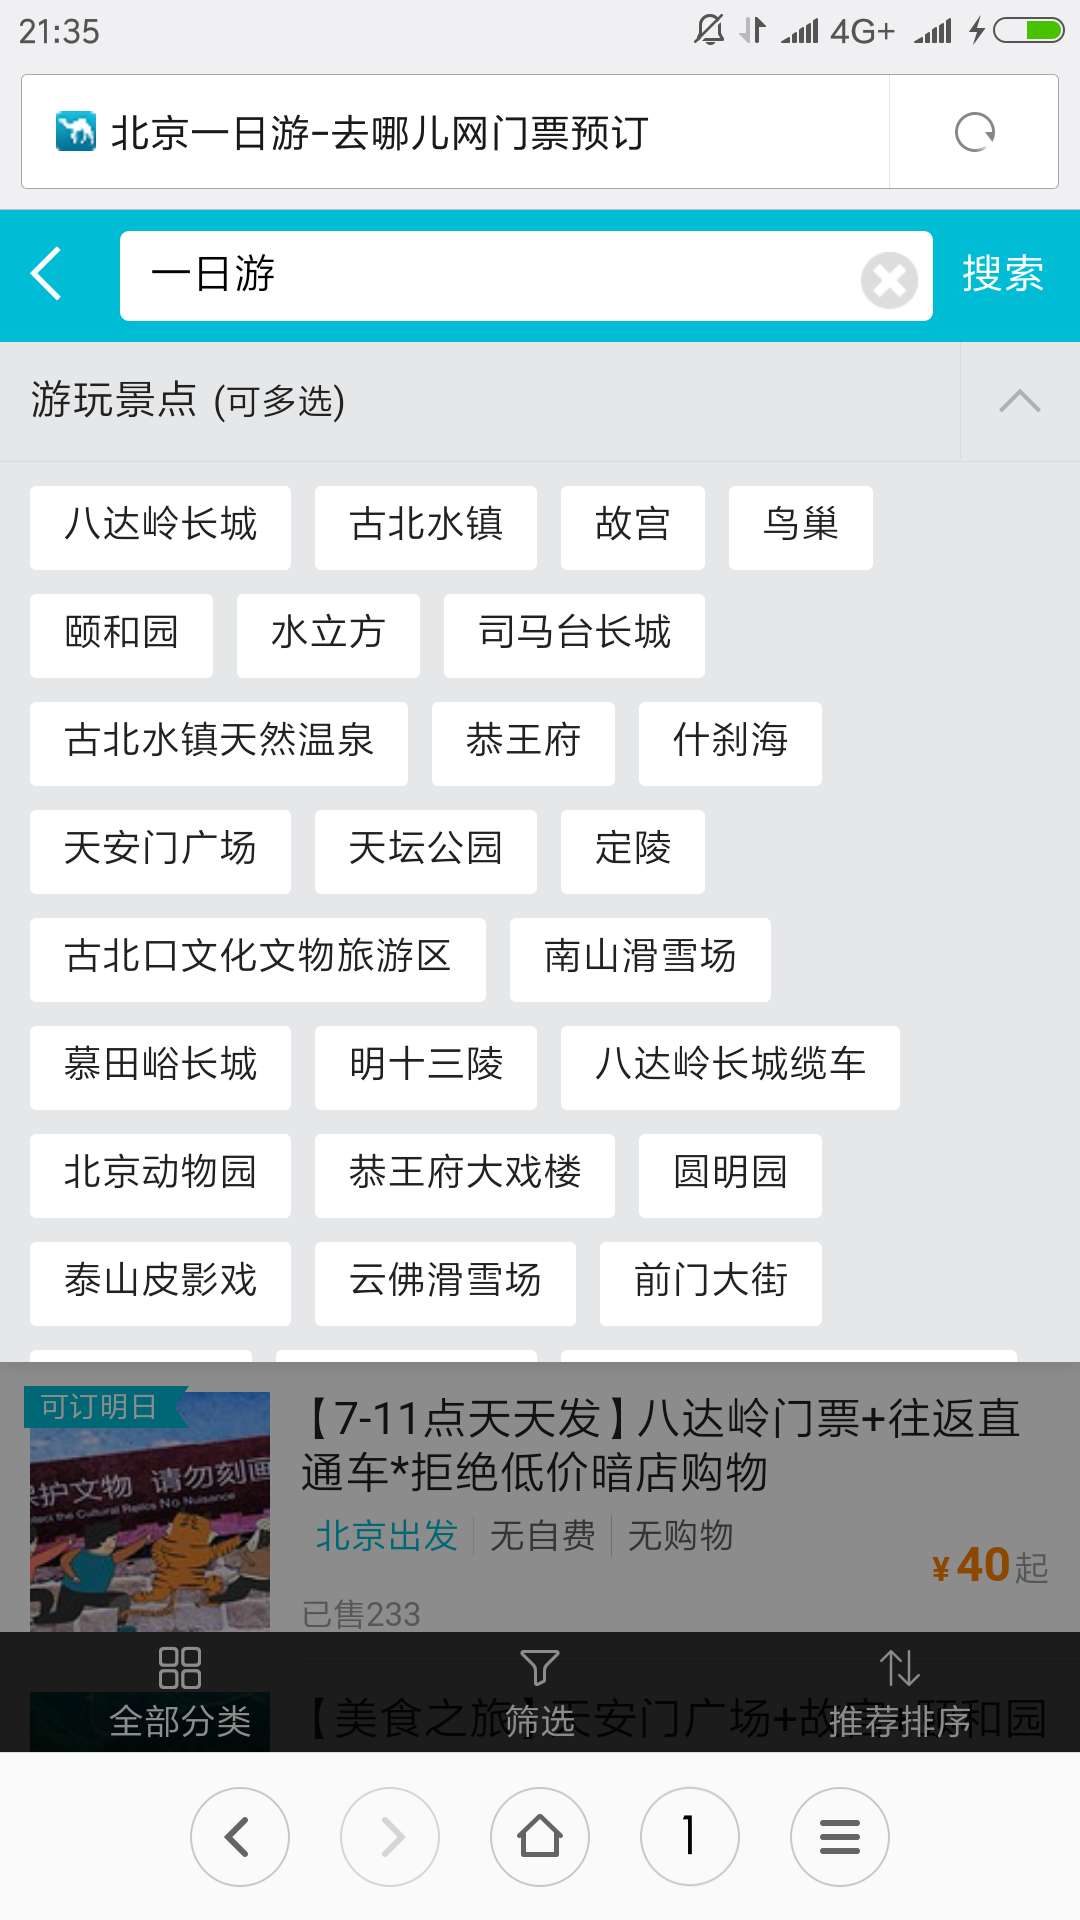 21:35 4G+
北京一日游-去哪儿网门票预订
一日游 搜索
游玩景点 (可多选)
八达岭长城 古北水镇 故宫 鸟巢
颐和园 水立方 司马台长城
古北水镇天然温泉 恭王府 什刹海
天安门广场 天坛公园 定陵
古北口文化文物旅游区 南山滑雪场
慕田峪长城 明十三陵 八达岭长城缆车
北京动物园 恭王府大戏楼 圆明园
泰山皮影戏 云佛滑雪场 前门大街
可订明日
保护文物 请勿刻画
Protect the Cultural Relics No Nuisance
【7-11点天天发】八达岭门票+往返直
通车*拒绝低价暗店购物
北京出发 无自费 无购物
¥40起
已售233
【美食之旅】天安门广场+故宫+颐和园
全部分类 筛选 推荐排序
1